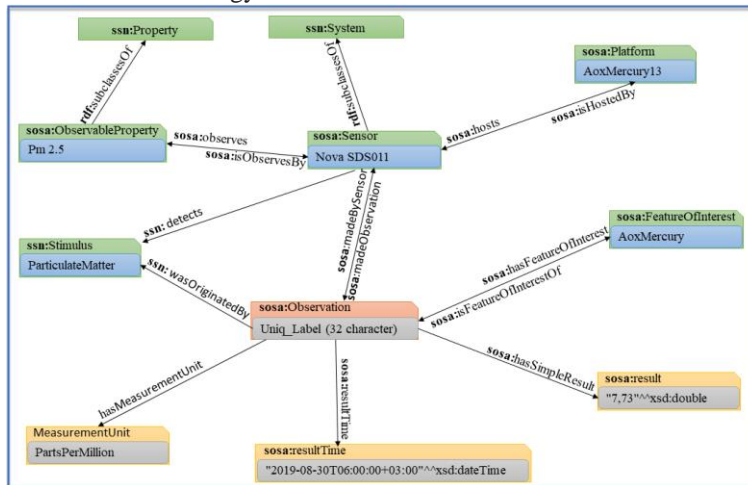 ssn:Property
ssn:System
sosa:Platform
AoxMercury13
rdf:subclassesOf
rdf:subclassesOf
sosa:hosts
sosa:isHostedBy
sosa:ObservableProperty
Pm 2.5
sosa:observes
sosa:isObservesBy
sosa:Sensor
Nova SDS011
ssn: detects
sosa:madeBySensor
sosa:madeObservation
sosa:FeatureOfInterest
AoxMercury
ssn:Stimulus
ParticulateMatter
ssn: wasOriginatedBy
sosa:hasFeatureOfInterest
sosa:isFeatureOfInterestOf
sosa:Observation
Uniq_Label (32 character)
hasMeasurementUnit
sosa:resultTime
sosa:hasSimpleResult
sosa:result
"7,73"^^xsd:double
MeasurementUnit
PartsPerMillion
sosa:resultTime
"2019-08-30T06:00:00+03:00"^^xsd:dateTime